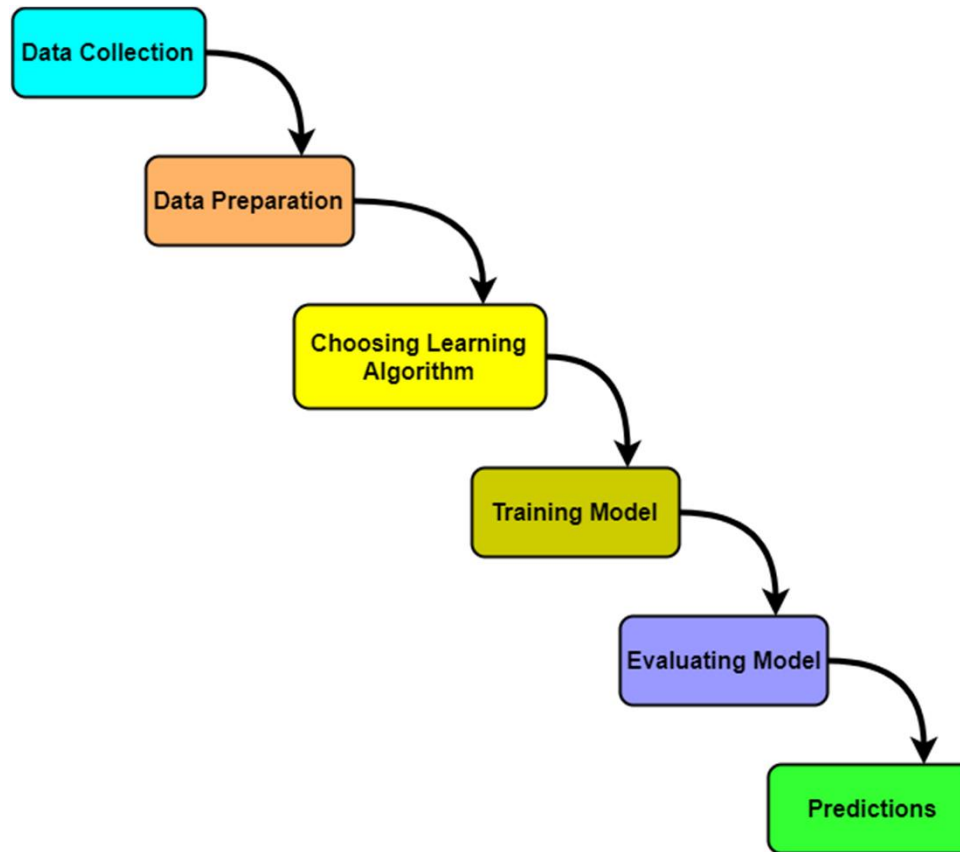 Data Collection
Data Preparation
Choosing Learning
Algorithm
Training Model
Evaluating Model
Predictions